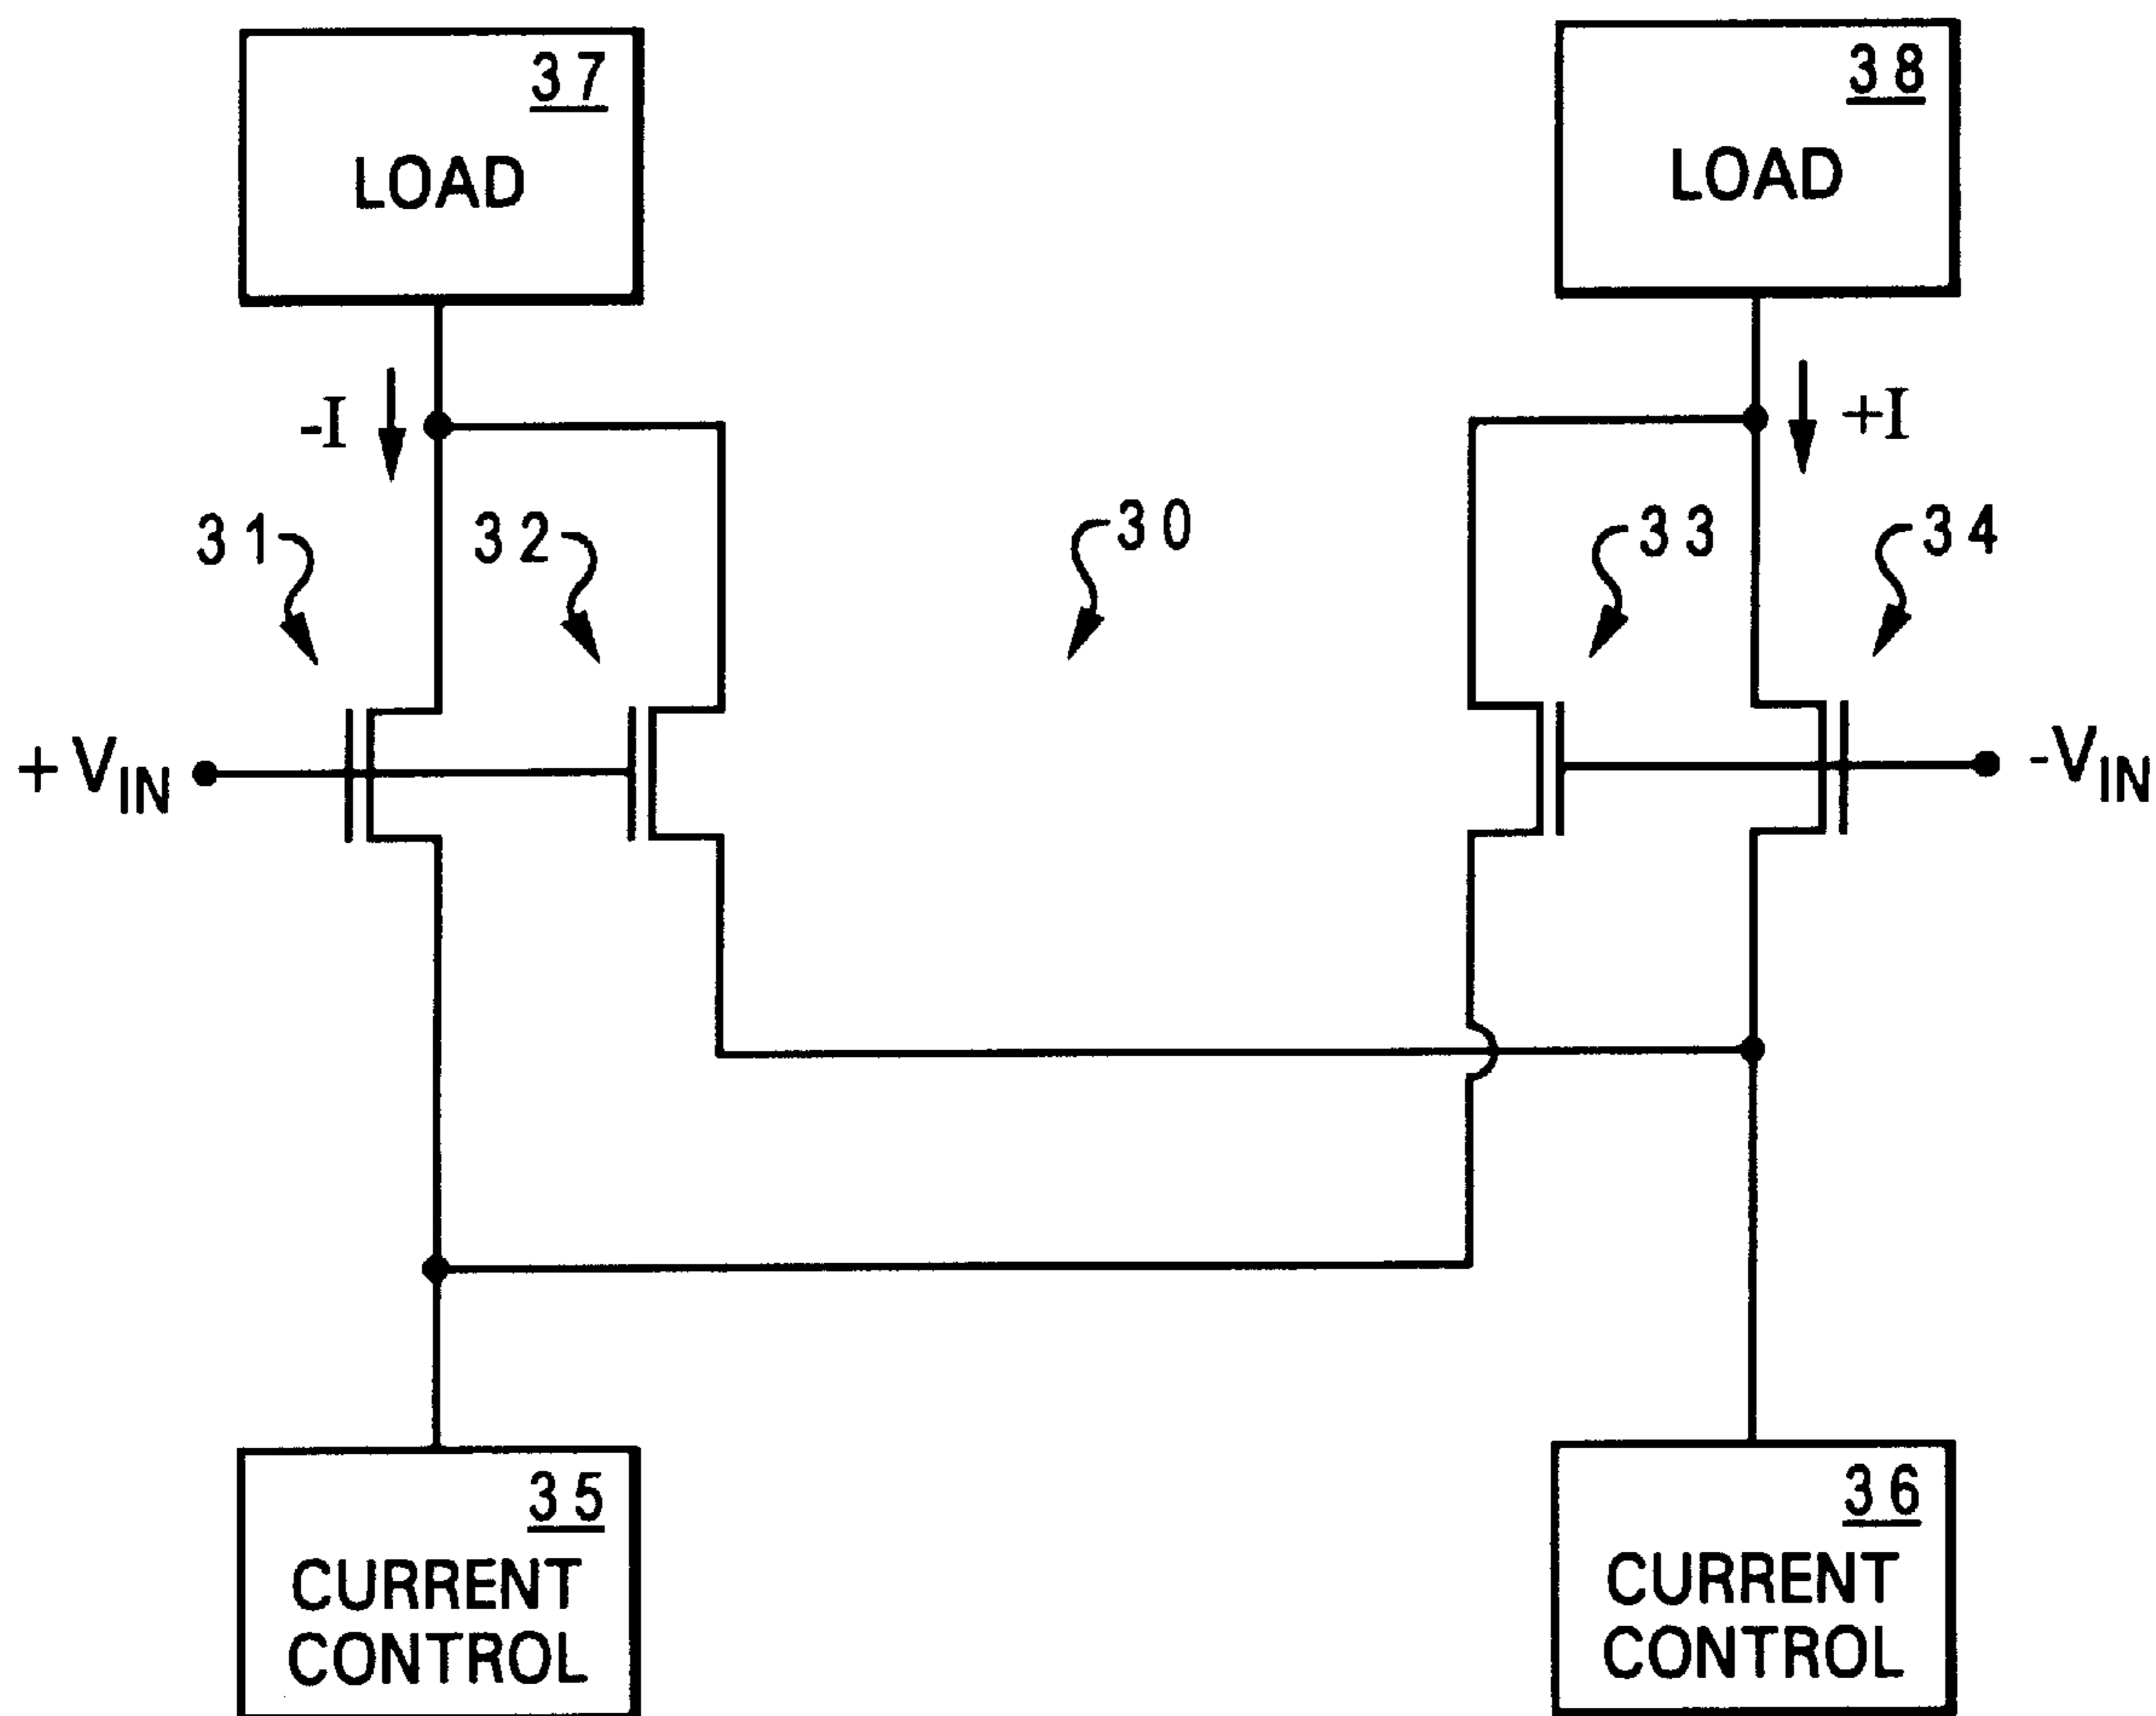 37
LOAD
38
LOAD
-I
+I
31
32
30
33
34
+VIN
-VIN
35
CURRENT
CONTROL
36
CURRENT
CONTROL